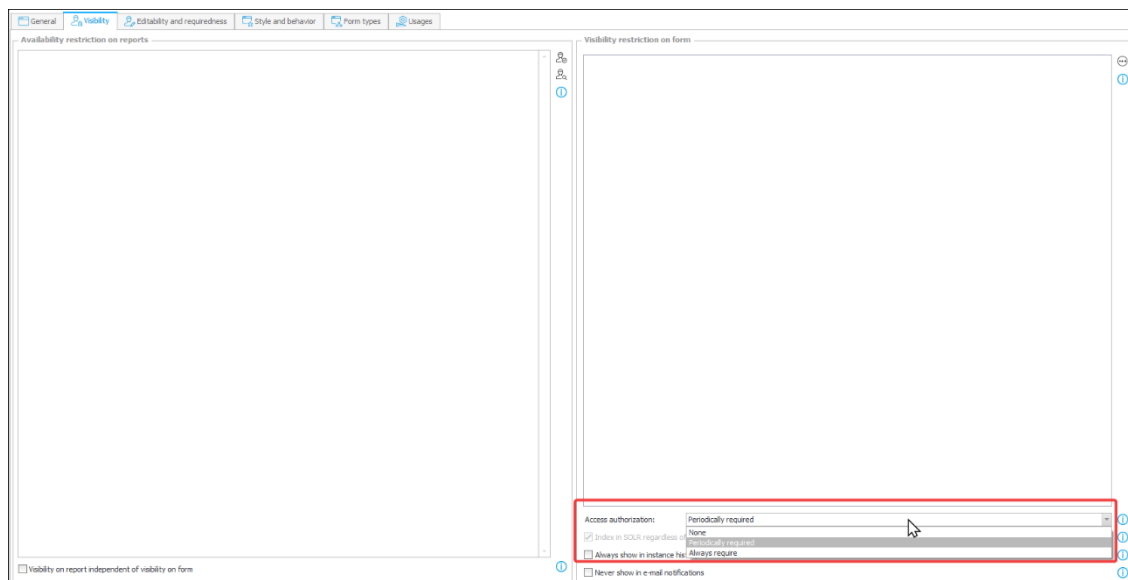 General Visibility Editability and requiredness Style and behavior Form types Usages
Availability restriction on reports
Visibility restriction on form
Access authorization: Periodically required
None
Index in SOLR regardless of
Periodically required
Always show in instance his
Always require
Visibility on report independent of visibility on form
Never show in e-mail notifications